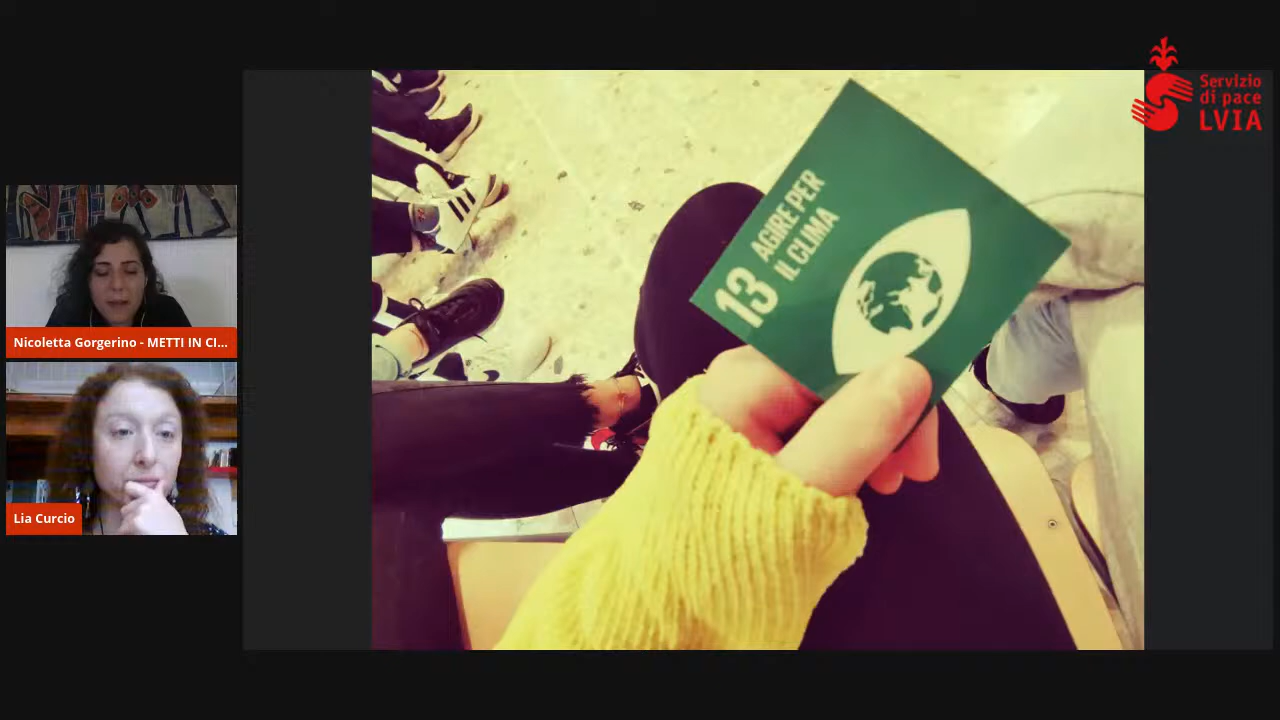 Servizio
di pace
LVIA
13
AGIRE PER
IL CLIMA
Nicoletta Gorgerino - METTI IN CI...
Lia Curcio